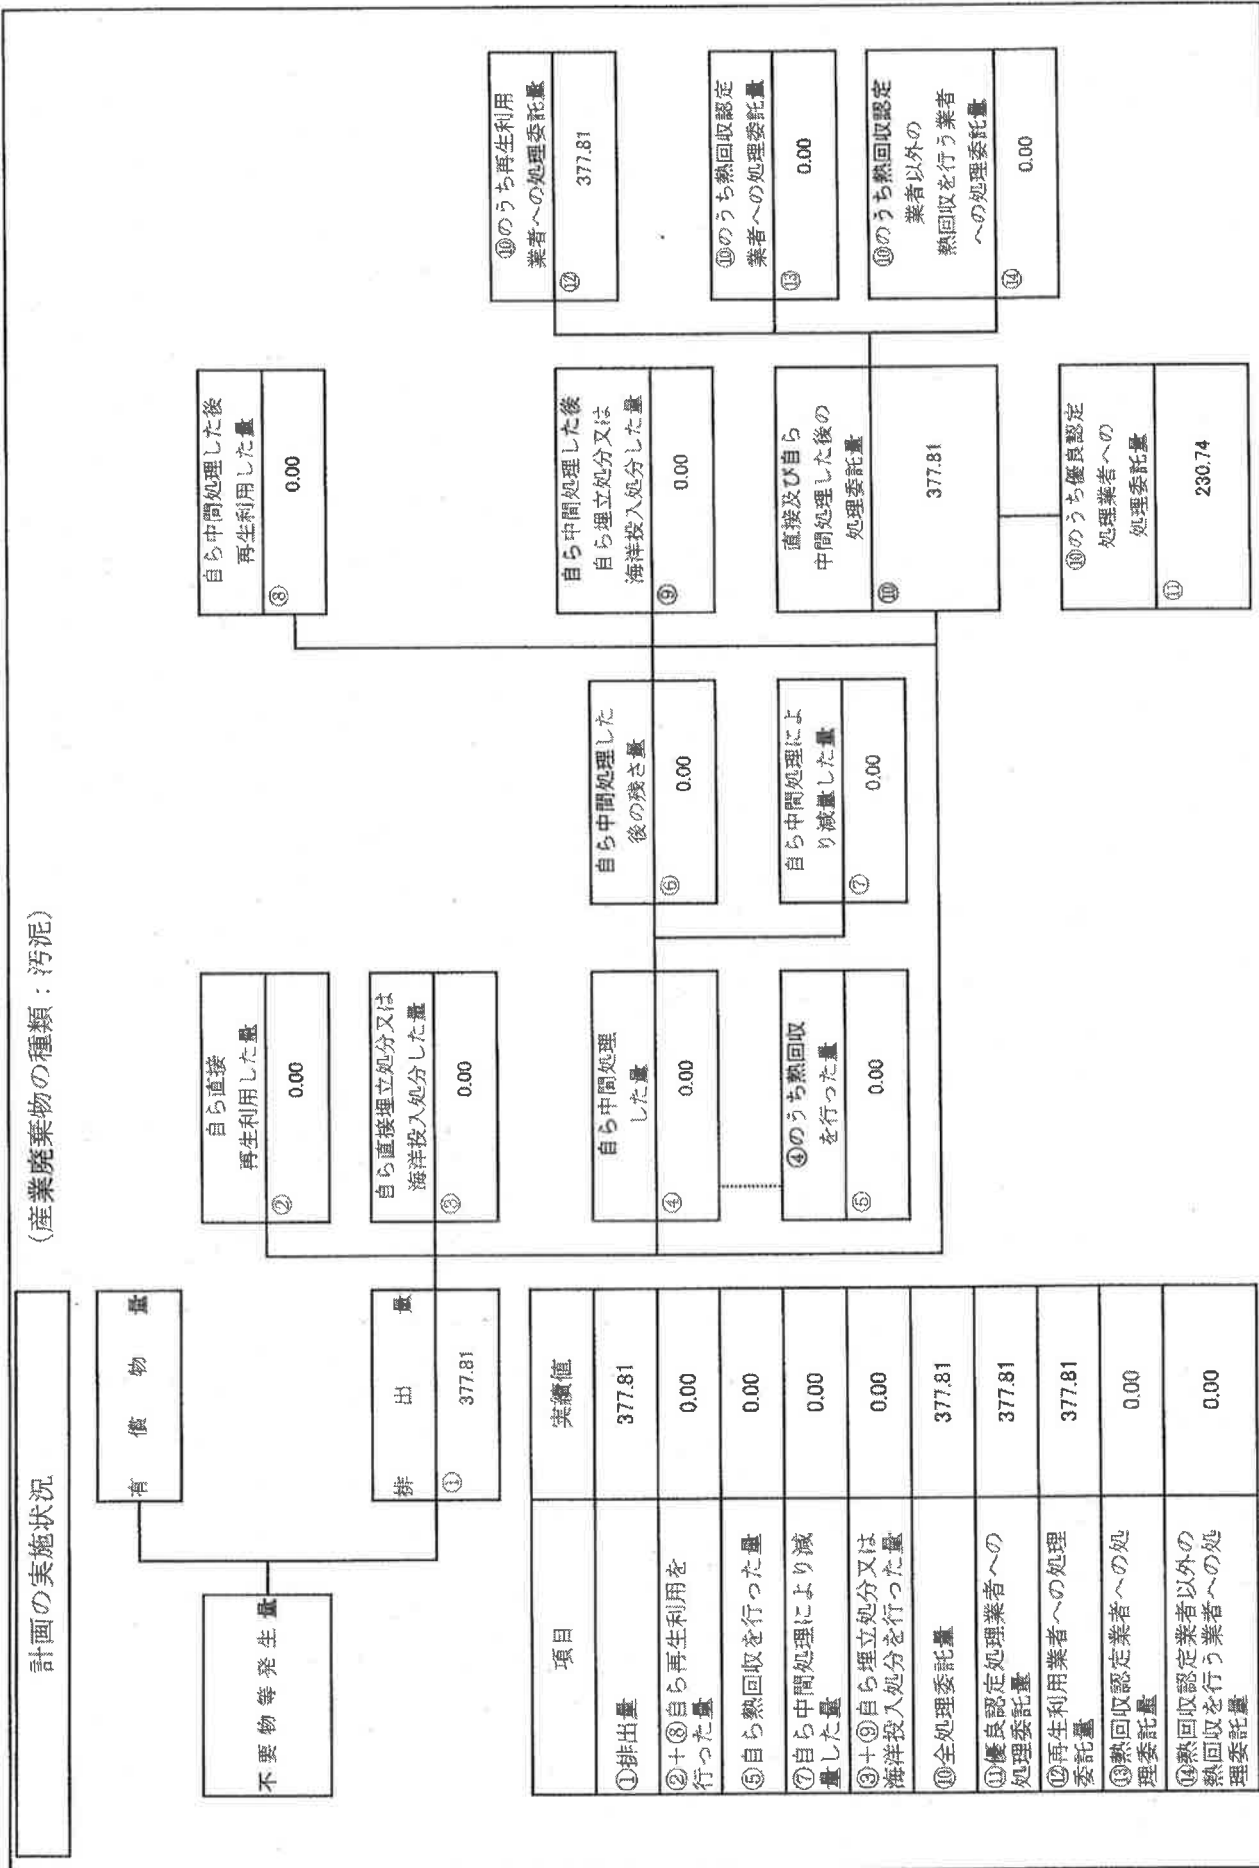 計画の実施状況
（産業廃棄物の種類：汚泥）
不要物等発生量
有償物量
排出量
① 377.81
自ら直接
再生利用した量
② 0.00
自ら直接埋立処分又は
海洋投入処分した量
③ 0.00
自ら中間処理
した量
④ 0.00
④のうち熱回収
を行った量
⑤ 0.00
自ら中間処理した
後の残さ量
⑥ 0.00
自ら中間処理によ
り減量した量
⑦ 0.00
自ら中間処理した後
再生利用した量
⑧ 0.00
自ら中間処理した後
自ら埋立処分又は
海洋投入処分した量
⑨ 0.00
直接及び自ら
中間処理した後の
処理委託量
⑩ 377.81
⑩のうち優良認定
処理業者への
処理委託量
⑪ 230.74
⑩のうち再生利用
業者への処理委託量
⑫ 377.81
⑩のうち熱回収認定
業者への処理委託量
⑬ 0.00
⑩のうち熱回収認定
業者以外の
熱回収を行う業者
への処理委託量
⑭ 0.00
項目 実績値
①排出量 377.81
②＋⑧自ら再生利用を
行った量 0.00
⑤自ら熱回収を行った量 0.00
⑦自ら中間処理により減
量した量 0.00
③＋⑨自ら埋立処分又は
海洋投入処分を行った量 0.00
⑩全処理委託量 377.81
⑪優良認定処理業者への
処理委託量 377.81
⑫再生利用業者への処理
委託量 377.81
⑬熱回収認定業者への処
理委託量 0.00
⑭熱回収認定業者以外の
熱回収を行う業者への処
理委託量 0.00